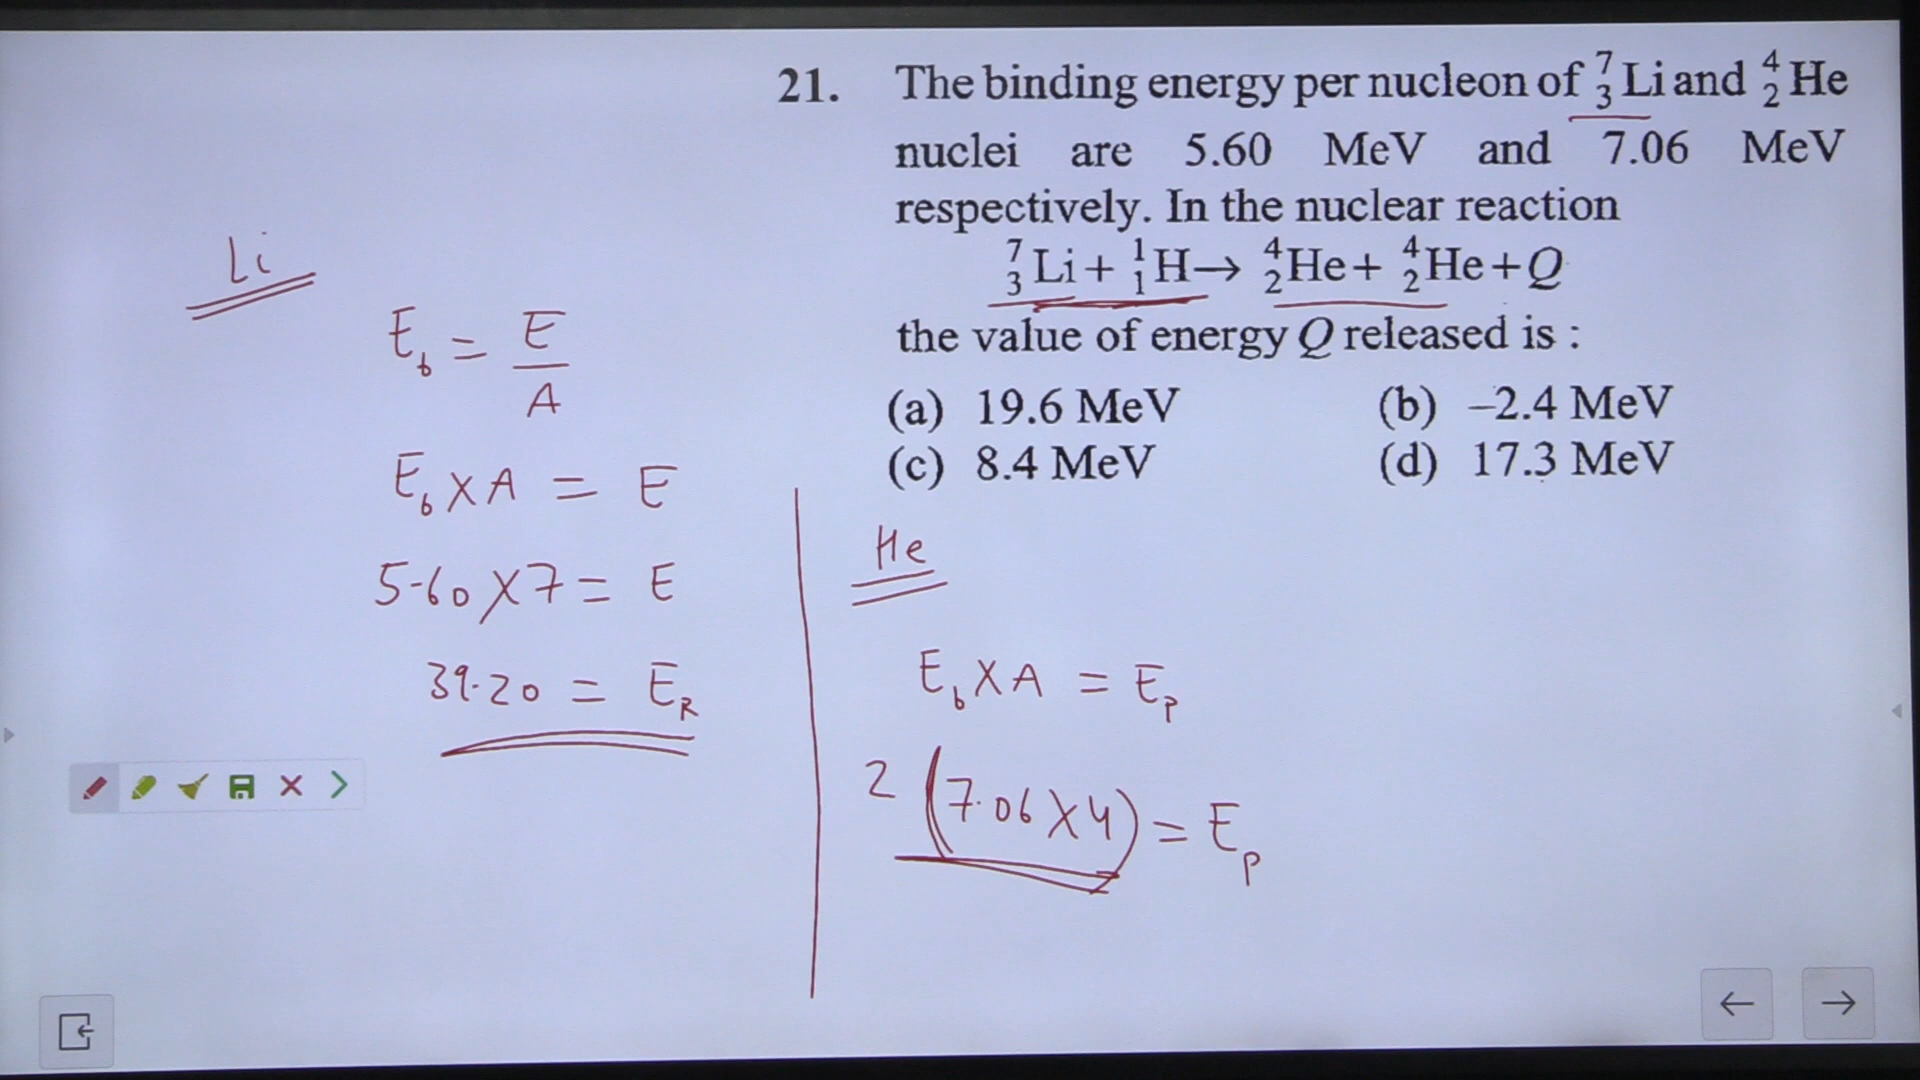 21. The binding energy per nucleon of ⁷₃Li and ⁴₂He
nuclei are 5.60 MeV and 7.06 MeV
respectively. In the nuclear reaction
⁷₃Li + ¹₁H → ⁴₂He + ⁴₂He + Q
the value of energy Q released is :
(a) 19.6 MeV (b) –2.4 MeV
(c) 8.4 MeV (d) 17.3 MeV
Li
E_b = E/A
E_b X A = E
5.60 X 7 = E
39.20 = E_R
He
E_b X A = E_p
2 (7.06 X 4) = E_p